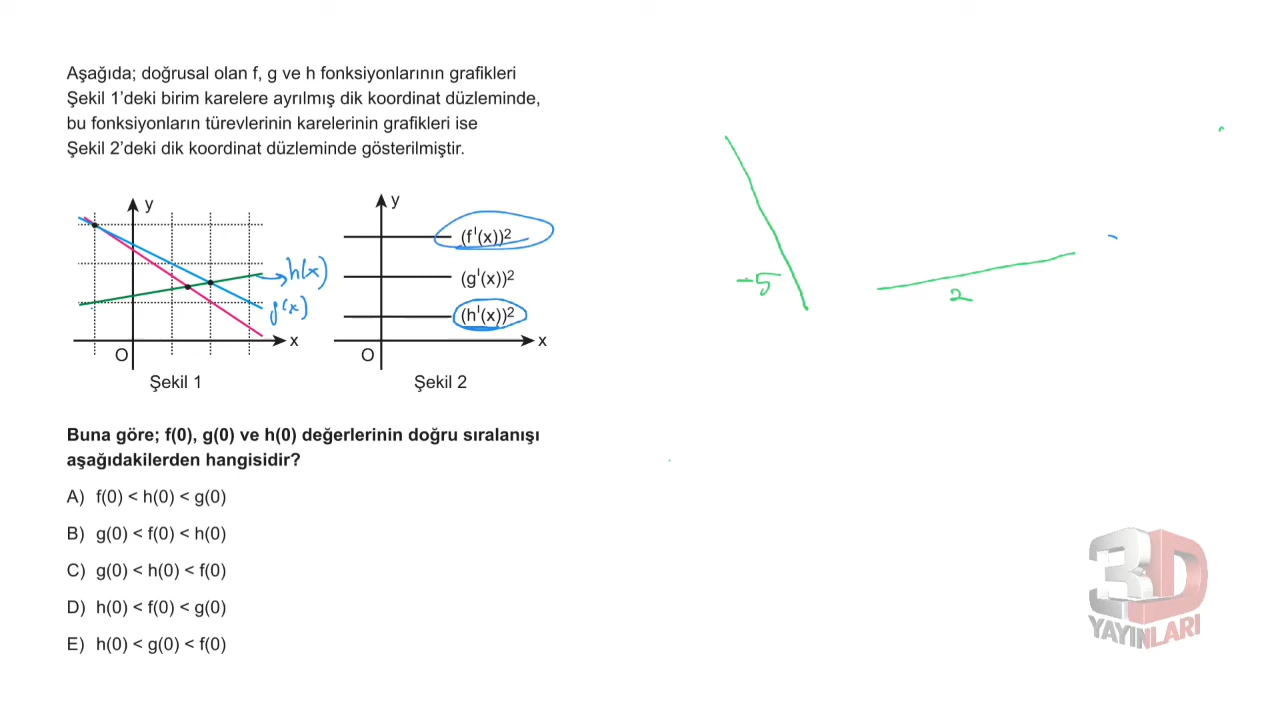 Aşağıda; doğrusal olan f, g ve h fonksiyonlarının grafikleri
Şekil 1'deki birim karelere ayrılmış dik koordinat düzleminde,
bu fonksiyonların türevlerinin karelerinin grafikleri ise
Şekil 2'deki dik koordinat düzleminde gösterilmiştir.
y
h(x)
g(x)
x
O
Şekil 1
y
(f'(x))²
(g'(x))²
(h'(x))²
x
O
Şekil 2
-5
2
Buna göre; f(0), g(0) ve h(0) değerlerinin doğru sıralanışı
aşağıdakilerden hangisidir?
A) f(0) < h(0) < g(0)
B) g(0) < f(0) < h(0)
C) g(0) < h(0) < f(0)
D) h(0) < f(0) < g(0)
E) h(0) < g(0) < f(0)
3D
YAYINLARI